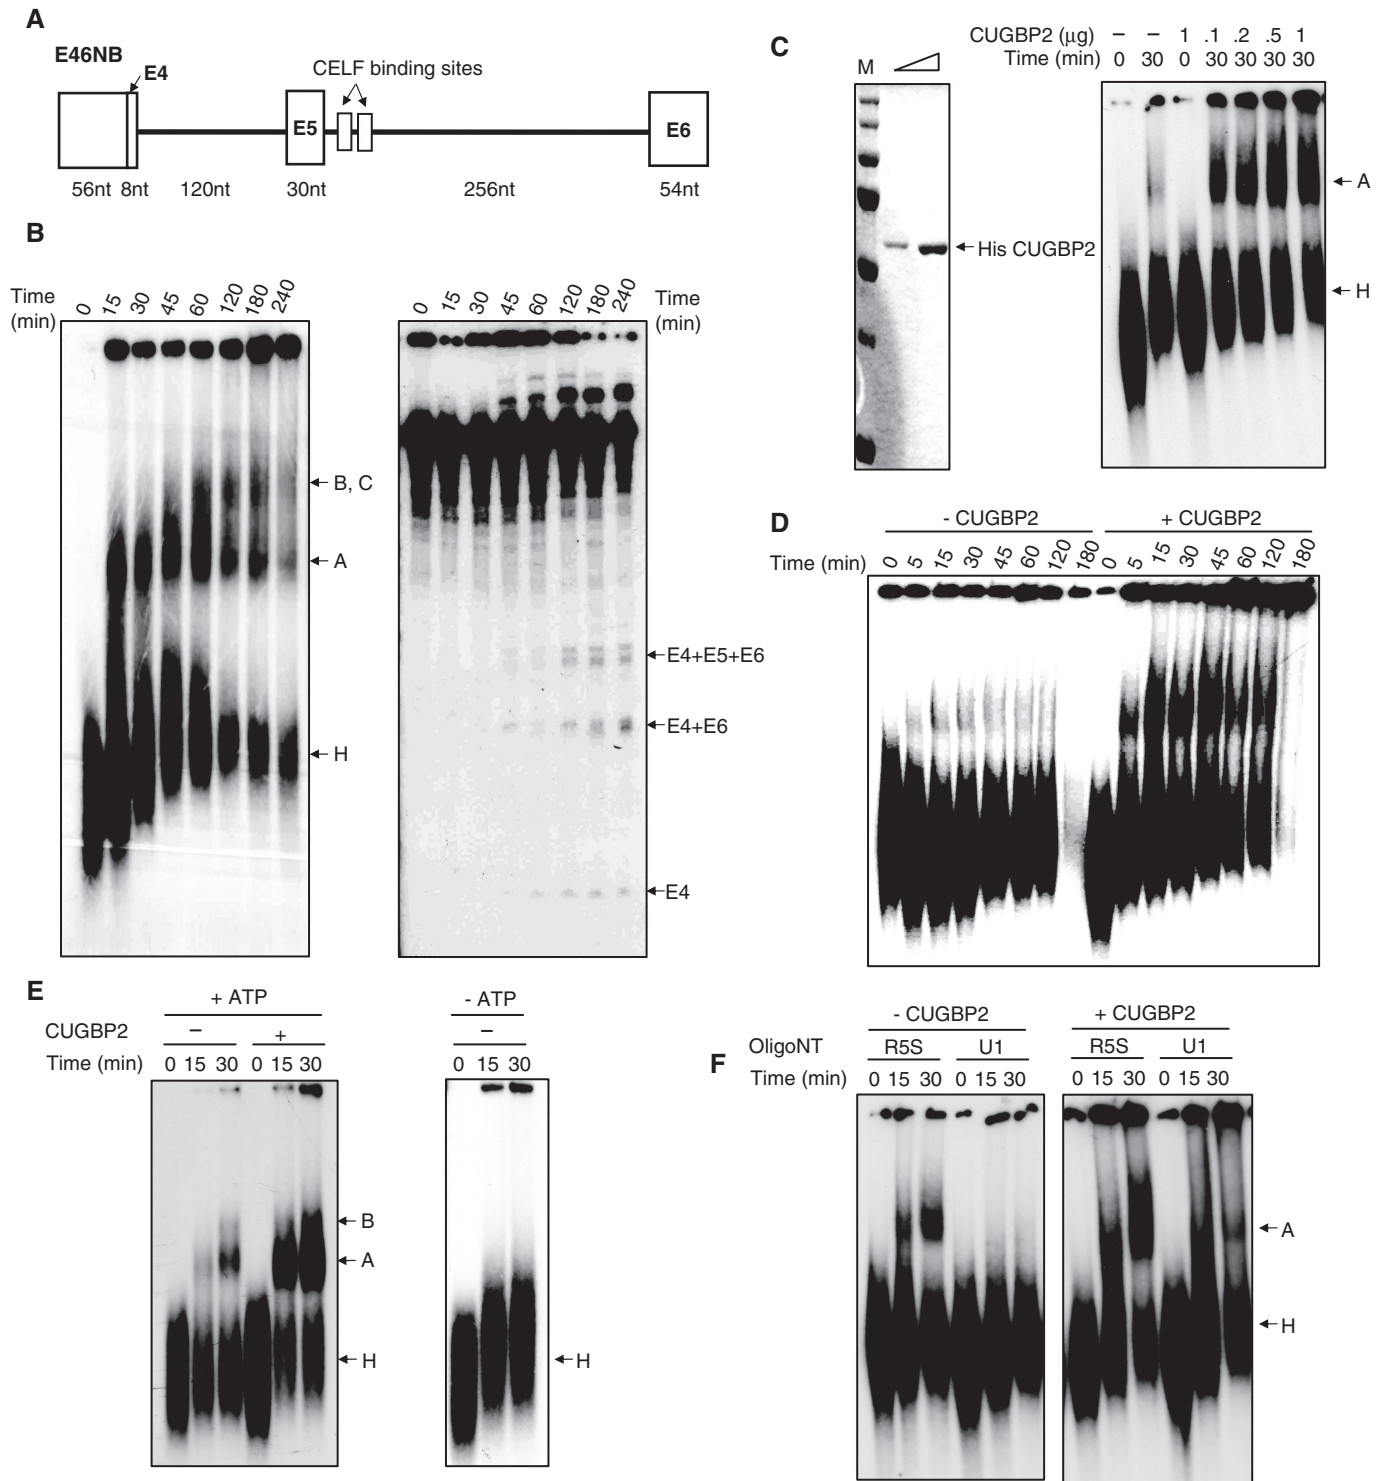 A
E46NB
E4
CELF binding sites
E5
E6
56nt 8nt 120nt 30nt 256nt 54nt
B
Time (min)
0 15 30 45 60 120 180 240
B, C
A
H
0 15 30 45 60 120 180 240
Time (min)
E4+E5+E6
E4+E6
E4
C
M
His CUGBP2
CUGBP2 (µg) – – 1 .1 .2 .5 1
Time (min) 0 30 0 30 30 30 30
A
H
D
- CUGBP2 + CUGBP2
Time (min) 0 5 15 30 45 60 120 180 0 5 15 30 45 60 120 180
E
+ ATP
CUGBP2 – +
Time (min) 0 15 30 0 15 30
B
A
H
- ATP
–
0 15 30
H
F
- CUGBP2 + CUGBP2
OligoNT R5S U1 R5S U1
Time (min) 0 15 30 0 15 30 0 15 30 0 15 30
A
H